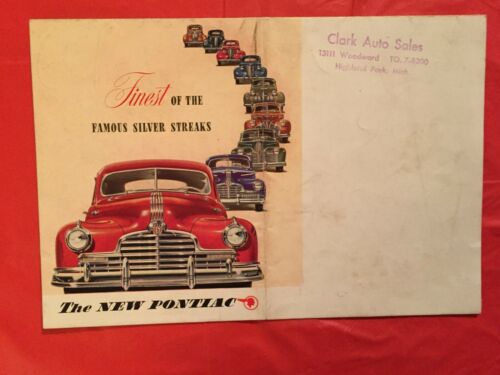 Finest OF THE
FAMOUS SILVER STREAKS
The NEW PONTIAC
Clark Auto Sales
13111 Woodward TO. 7-8200
Highland Park, Mich.